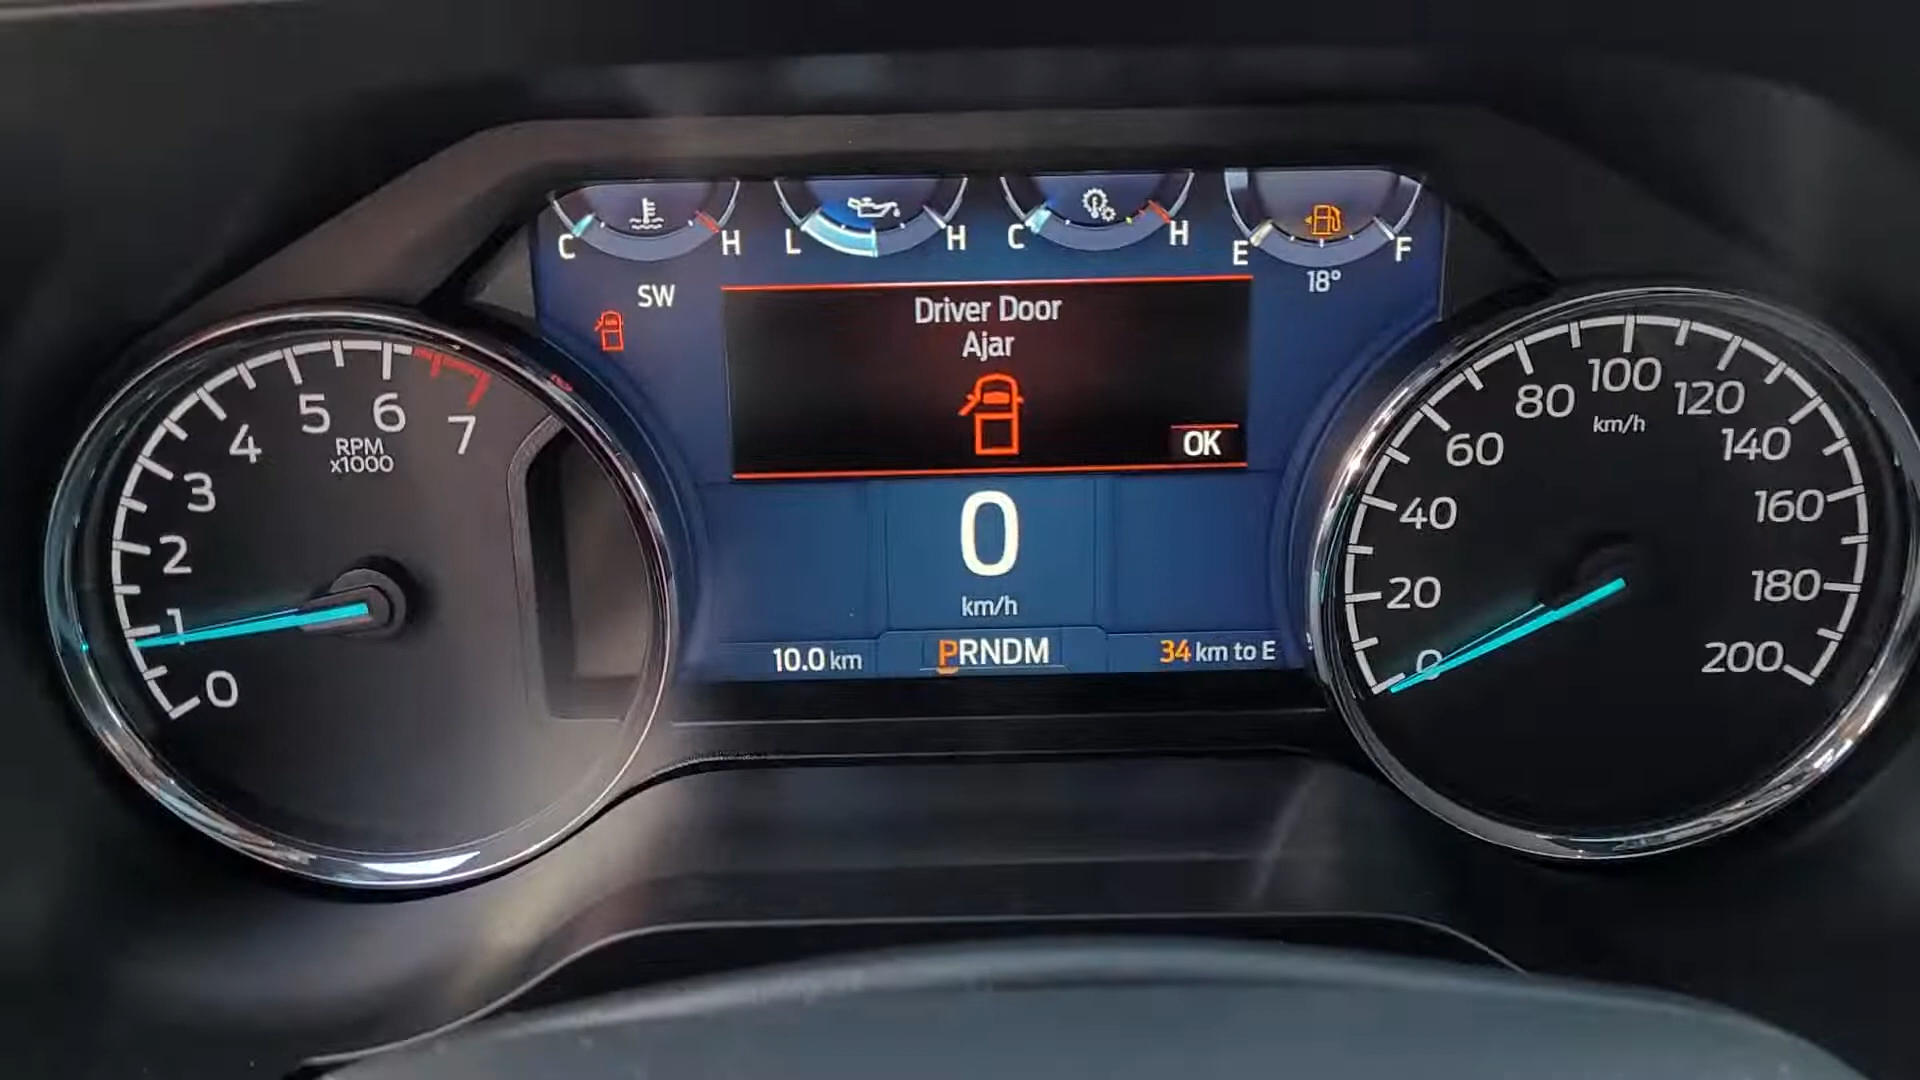 C H
L H
C H
E F
SW
18°
Driver Door
Ajar
OK
0
km/h
10.0 km
PRNDM
34 km to E
0
1
2
3
4
5
6
7
RPM
x1000
0
20
40
60
80
100
120
140
160
180
200
km/h